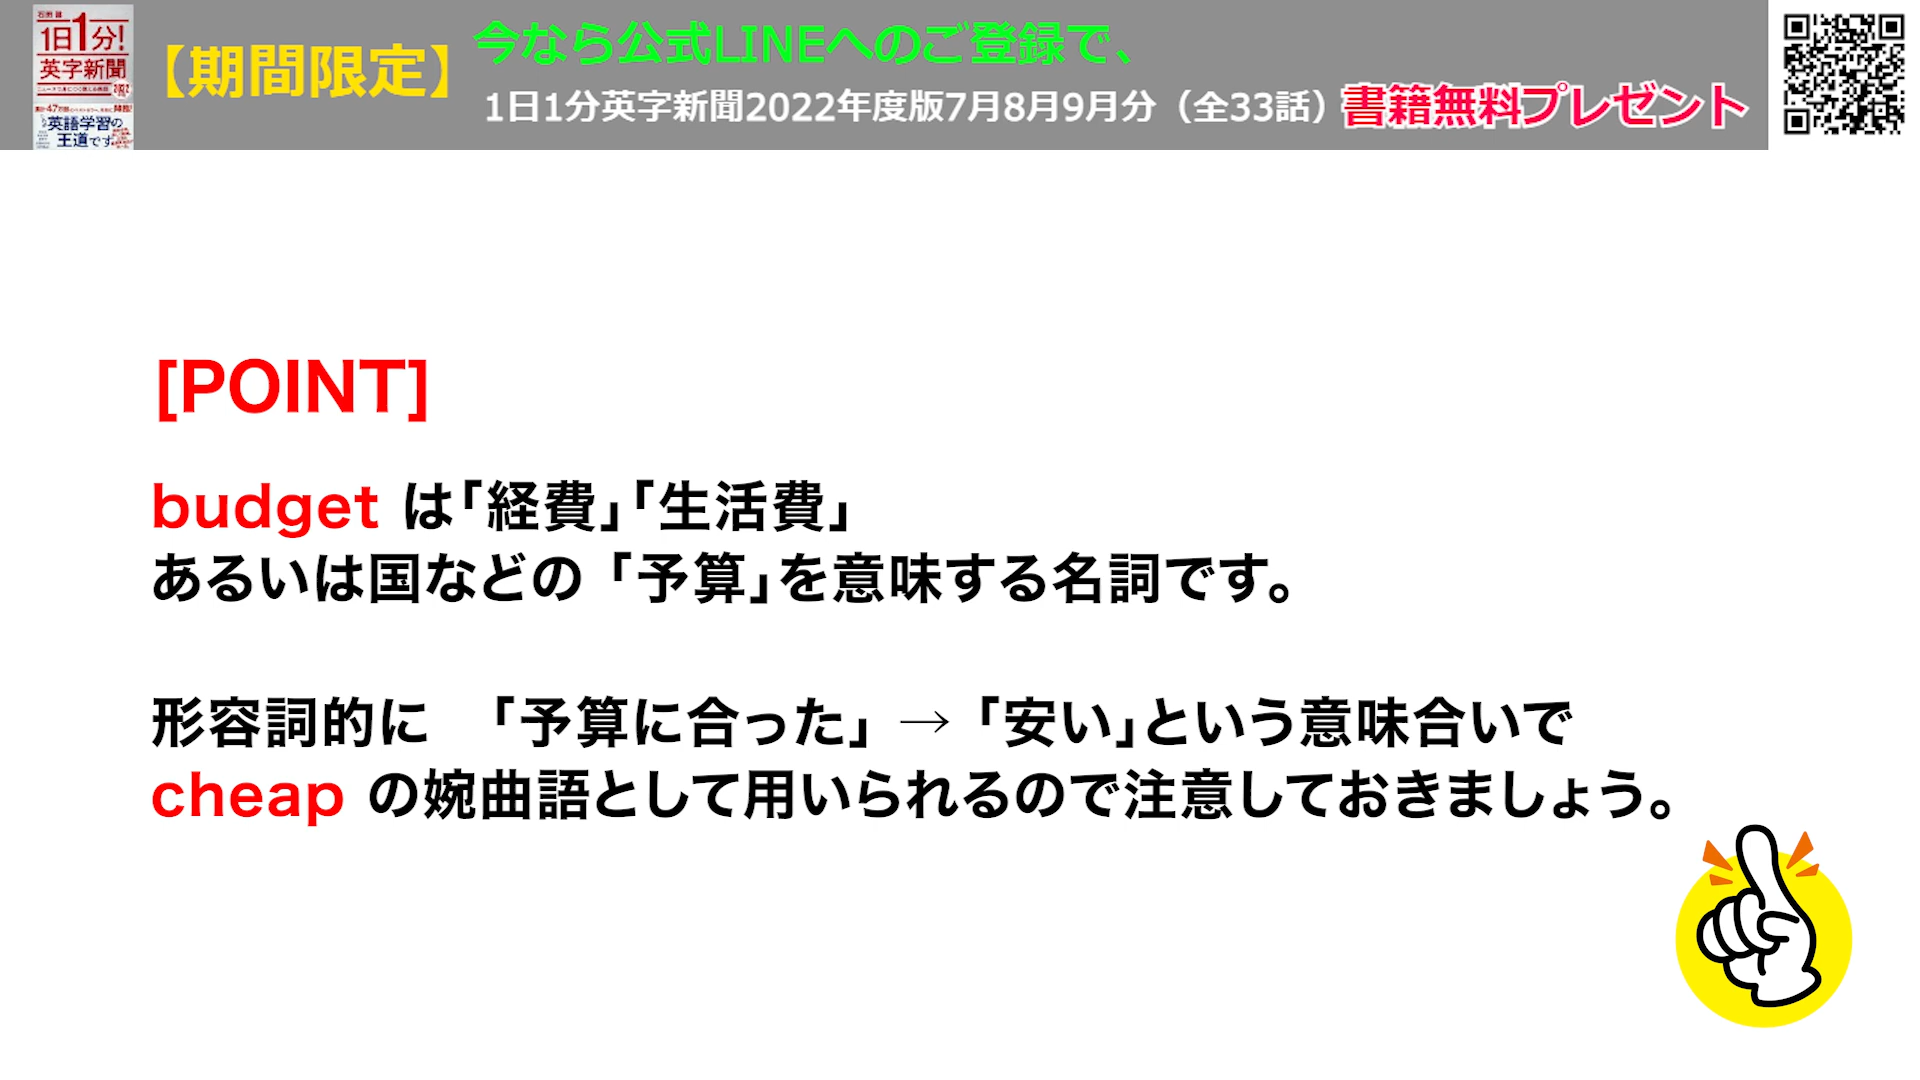 石田 健
1日1分!
英字新聞
英語学習の
王道です
【期間限定】
今なら公式LINEへのご登録で、
1日1分英字新聞2022年度版7月8月9月分（全33話）書籍無料プレゼント
[POINT]
budget は「経費」「生活費」
あるいは国などの「予算」を意味する名詞です。
形容詞的に 「予算に合った」→「安い」という意味合いで
cheap の婉曲語として用いられるので注意しておきましょう。